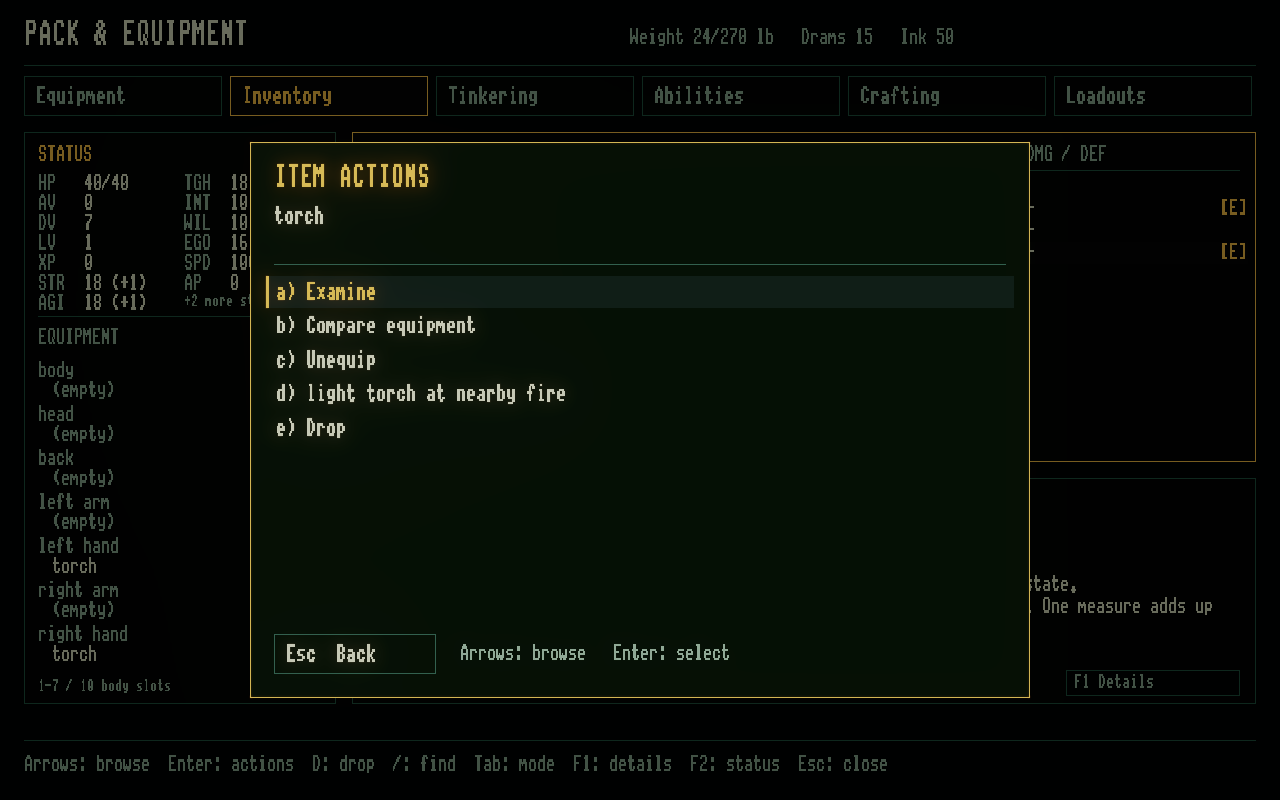 PACK & EQUIPMENT
Weight 24/270 lb Drams 15 Ink 50
Equipment Inventory Tinkering Abilities Crafting Loadouts
STATUS
HP 40/40 TGH 18
AV 0 INT 10
DV 7 WIL 10
LV 1 EGO 16
XP 0 SPD
STR 18 (+1) AP 0
AGI 18 (+1) +2 more
EQUIPMENT
body
(empty)
head
(empty)
back
(empty)
left arm
(empty)
left hand
torch
right arm
(empty)
right hand
torch
1-7 / 10 body slots
ITEM ACTIONS
torch
a) Examine
b) Compare equipment
c) Unequip
d) light torch at nearby fire
e) Drop
Esc Back Arrows: browse Enter: select
DMG / DEF
[E]
[E]
state.
. One measure adds up
F1 Details
Arrows: browse Enter: actions D: drop /: find Tab: mode F1: details F2: status Esc: close